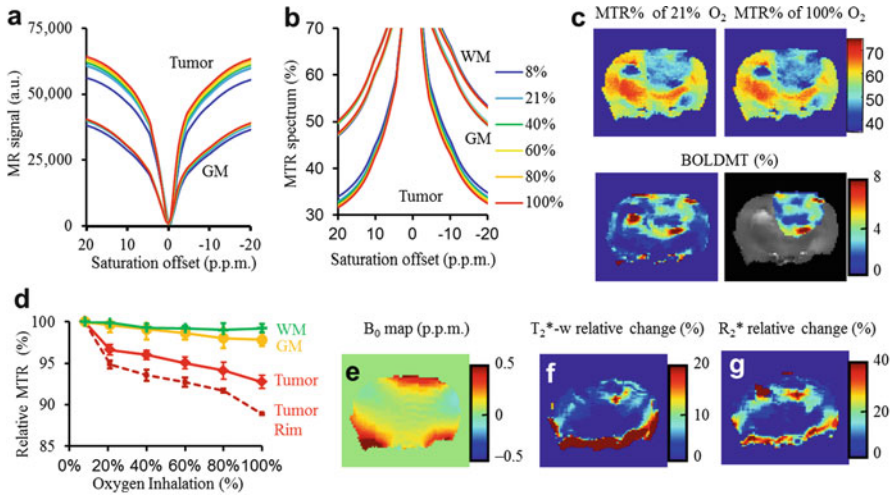 a
MR signal (a.u.)
75,000
50,000
25,000
0
Tumor
GM
20 10 0 -10 -20
Saturation offset (p.p.m.)
b
MTR spectrum (%)
70
60
50
40
30
WM
GM
Tumor
20 10 0 -10 -20
Saturation offset (p.p.m.)
8%
21%
40%
60%
80%
100%
c
MTR% of 21% O₂ MTR% of 100% O₂
70
60
50
40
BOLDMT (%)
8
4
0
d
Relative MTR (%)
100
95
90
85
WM
GM
Tumor
Tumor
Rim
0% 20% 40% 60% 80% 100%
Oxygen Inhalation (%)
B₀ map (p.p.m.)
e
0.5
0
–0.5
T₂*-w relative change (%)
f
20
10
0
R₂* relative change (%)
g
40
20
0